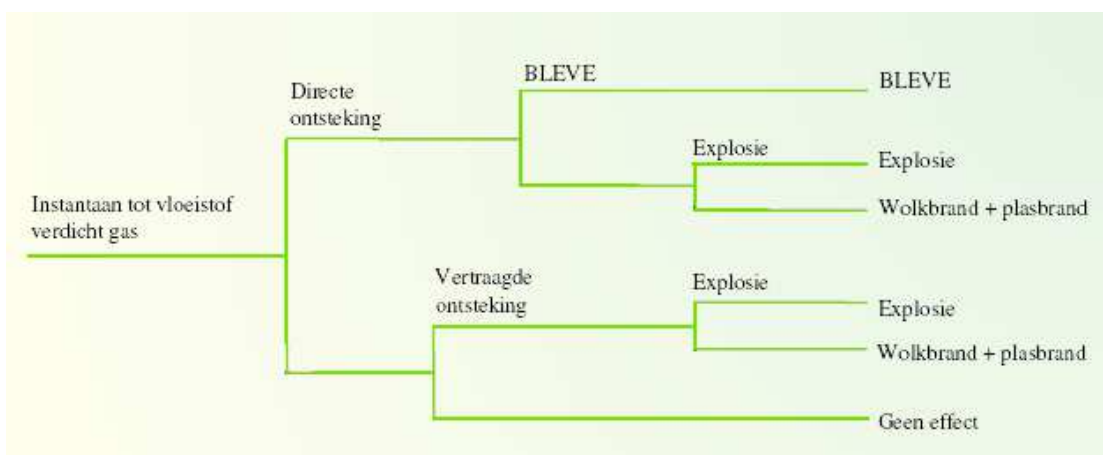 Instantaan tot vloeistof
verdicht gas
Directe
ontsteking
BLEVE
BLEVE
Explosie
Explosie
Wolkbrand + plasbrand
Vertraagde
ontsteking
Explosie
Explosie
Wolkbrand + plasbrand
Geen effect